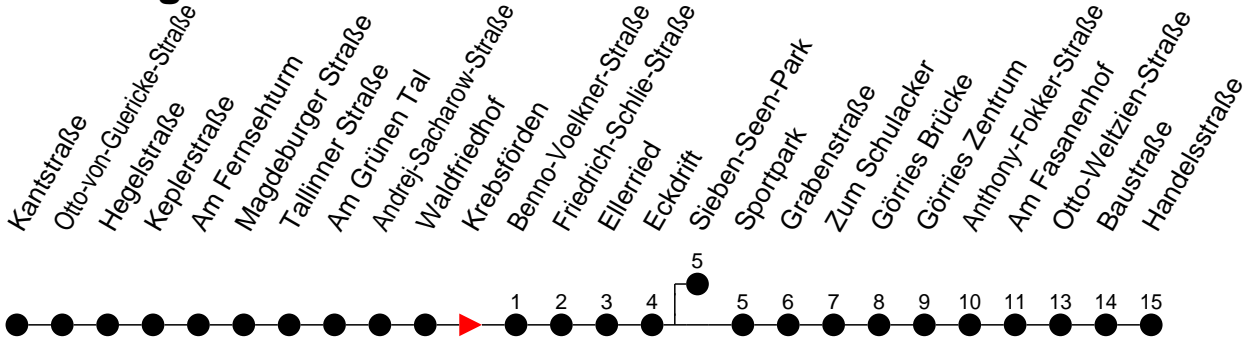 Kantstraße
Otto-von-Guericke-Straße
Hegelstraße
Keplerstraße
Am Fernsehturm
Magdeburger Straße
Tallinner Straße
Am Grünen Tal
Andrej-Sacharow-Straße
Waldfriedhof
Krebsförden
Benno-Voelkner-Straße
Friedrich-Schlie-Straße
Ellerried
Eckdrift
Sieben-Seen-Park
Sportpark
Grabenstraße
Zum Schulacker
Görries Brücke
Görries Zentrum
Anthony-Fokker-Straße
Am Fasanenhof
Otto-Weltzien-Straße
Baustraße
Handelsstraße
5
1 2 3 4 5 6 7 8 9 10 11 13 14 15